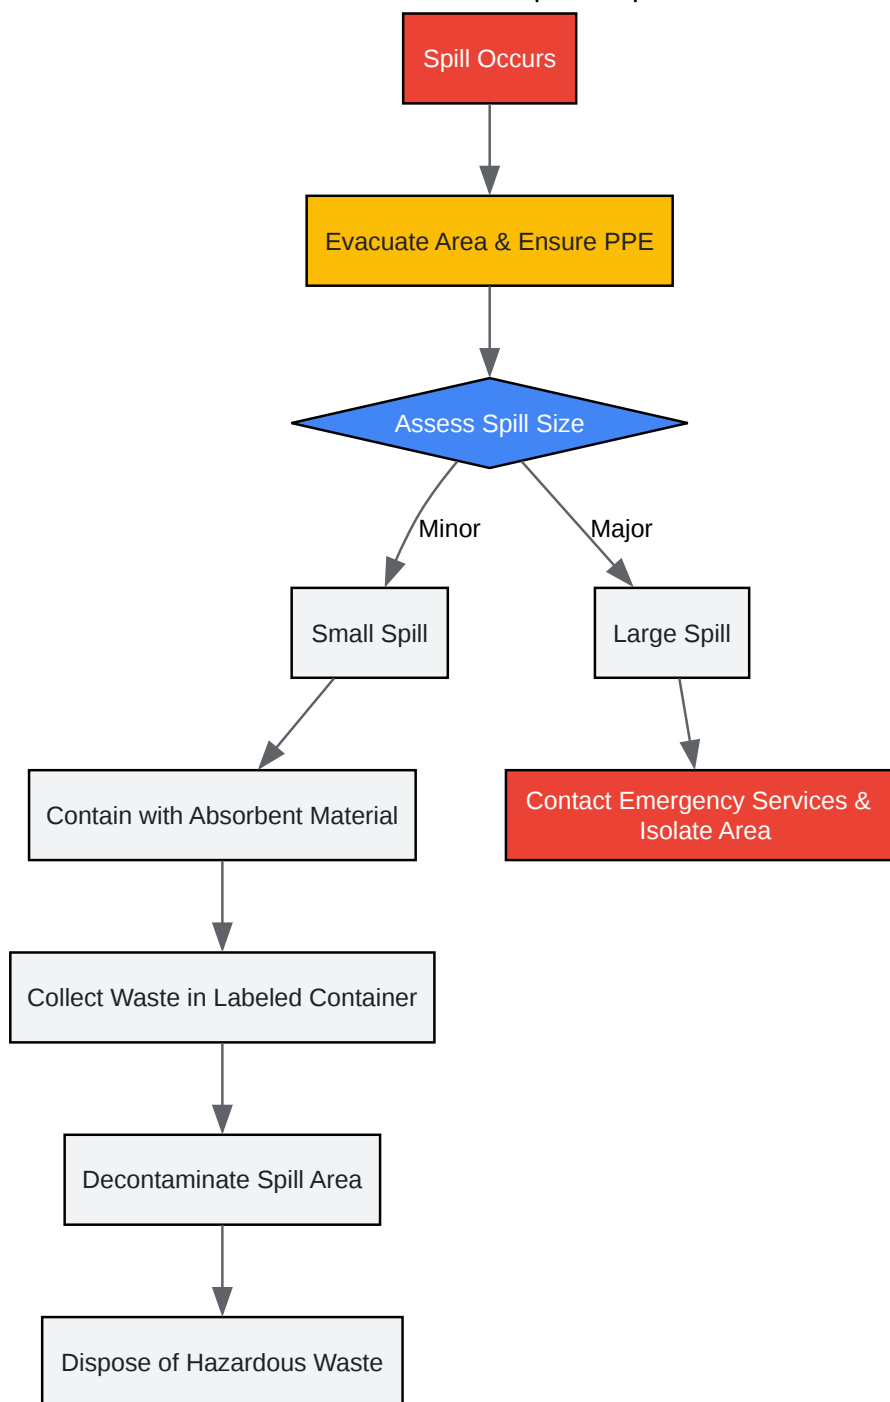 Spill Occurs
Evacuate Area & Ensure PPE
Assess Spill Size
Minor
Major
Small Spill
Large Spill
Contain with Absorbent Material
Contact Emergency Services &
Isolate Area
Collect Waste in Labeled Container
Decontaminate Spill Area
Dispose of Hazardous Waste